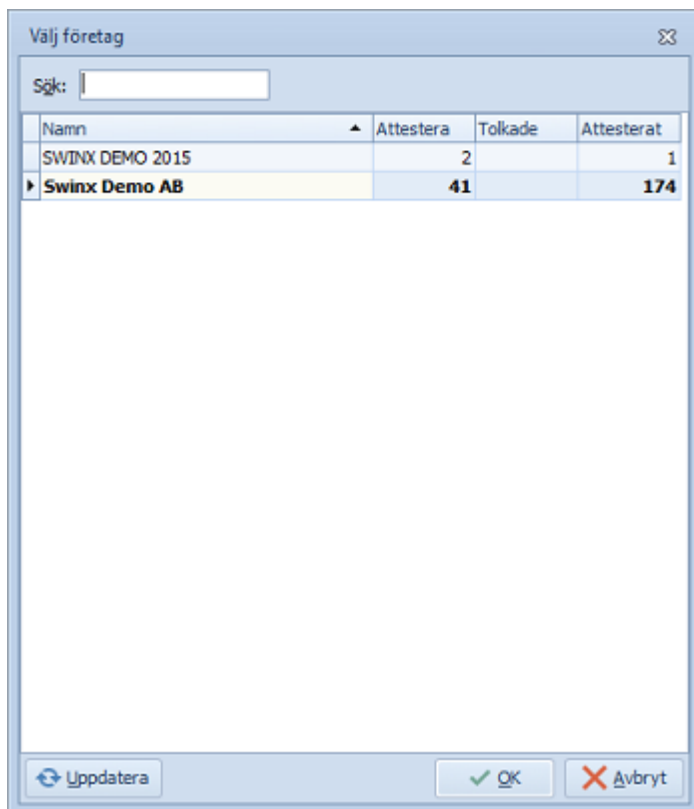 Välj företag
Sök:
Namn Attestera Tolkade Attesterat
SWINX DEMO 2015 2 1
Swinx Demo AB 41 174
Uppdatera OK Avbryt